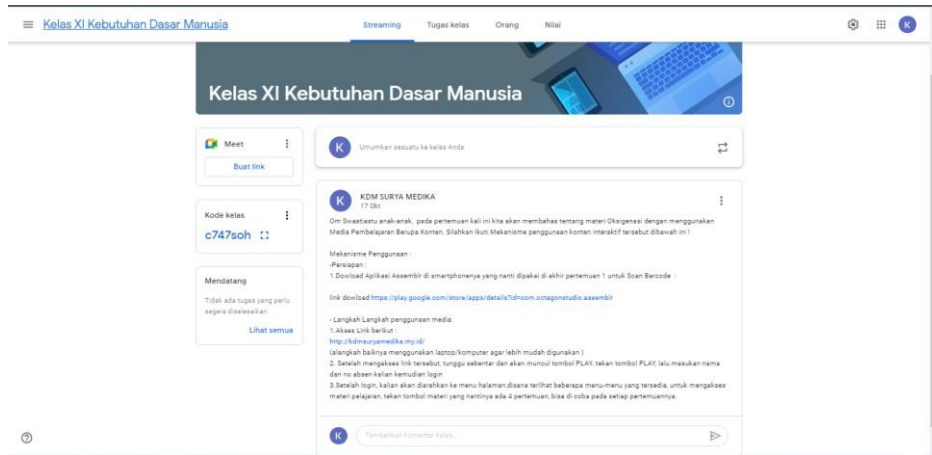 Kelas XI Kebutuhan Dasar Manusia
Streaming
Tugas kelas
Orang
Nilai
K
Kelas XI Kebutuhan Dasar Manusia
Meet
Buat link
Kode kelas
c747soh
Mendatang
Tidak ada tugas yang perlu
segera diselesaikan
Lihat semua
K
Umumkan sesuatu ke kelas Anda
K
KDM SURYA MEDIKA
17 Okt
Om Swastiastu anak-anak, pada pertemuan kali ini kita akan membahas tentang materi Oksigenasi dengan menggunakan
Media Pembelajaran Berupa Konten. Silahkan Ikuti Mekanisme penggunaan konten interaktif tersebut dibawah ini !
Mekanisme Penggunaan :
-Persiapan :
1.Dowload Aplikasi Assemblr di smartphonenya yang nanti dipakai di akhir pertemuan 1 untuk Scan Barcode :
link dowload https://play.google.com/store/apps/details?id=com.octagonstudio.assemblr
- Langkah Langkah penggunaan media:
1.Akses Link berikut :
http://kdmsuryamedika.my.id/
(alangkah baiknya menggunakan laptop/komputer agar lebih mudah digunakan )
2. Setelah mengakses link tersebut, tunggu sebentar dan akan muncul tombol PLAY. tekan tombol PLAY, lalu masukan nama
dan no absen kalian kemudian login
3.Setelah login, kalian akan diarahkan ke menu halaman,disana terlihat beberapa menu-menu yang tersedia, untuk mengakses
materi pelajaran, tekan tombol materi yang nantinya ada 4 pertemuan, bisa di coba pada setiap pertemuannya.
K
Tambahkan komentar kelas...